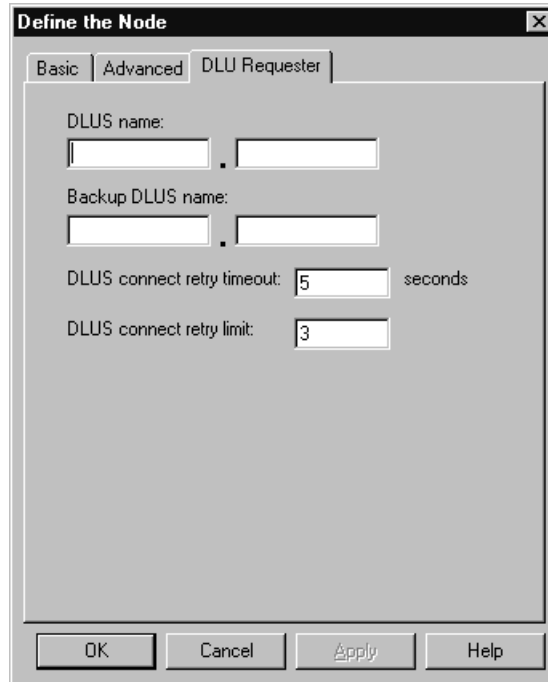 Define the Node
Basic Advanced DLU Requester
DLUS name:
.
Backup DLUS name:
.
DLUS connect retry timeout: 5 seconds
DLUS connect retry limit: 3
OK Cancel Apply Help